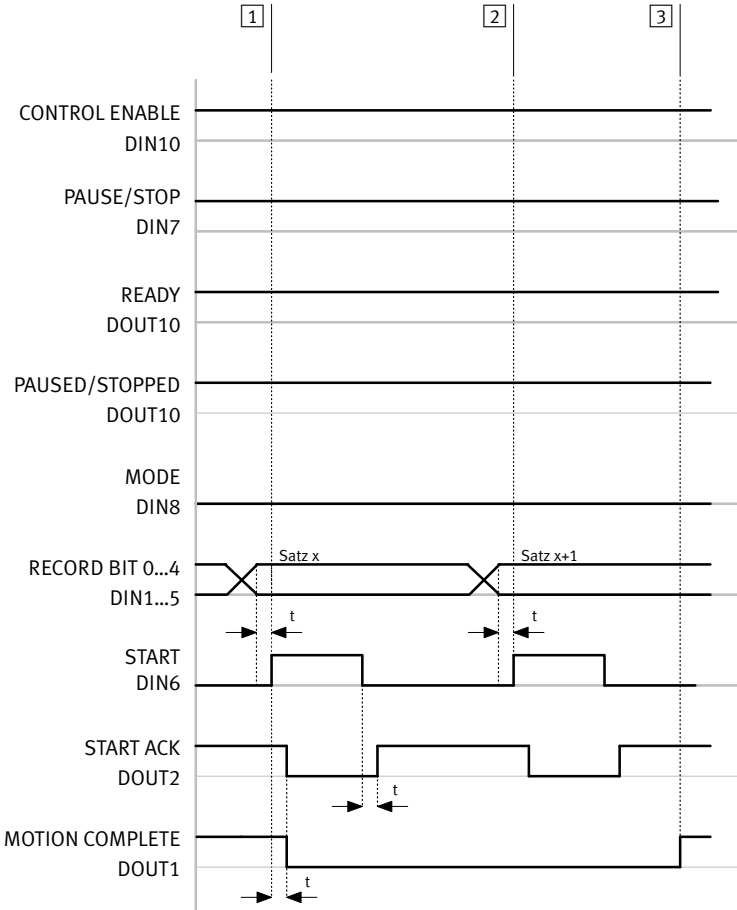 1 2 3
CONTROL ENABLE
DIN10
PAUSE/STOP
DIN7
READY
DOUT10
PAUSED/STOPPED
DOUT10
MODE
DIN8
Satz x Satz x+1
RECORD BIT 0...4
DIN1...5
t t
START
DIN6
START ACK
DOUT2
t
MOTION COMPLETE
DOUT1
t